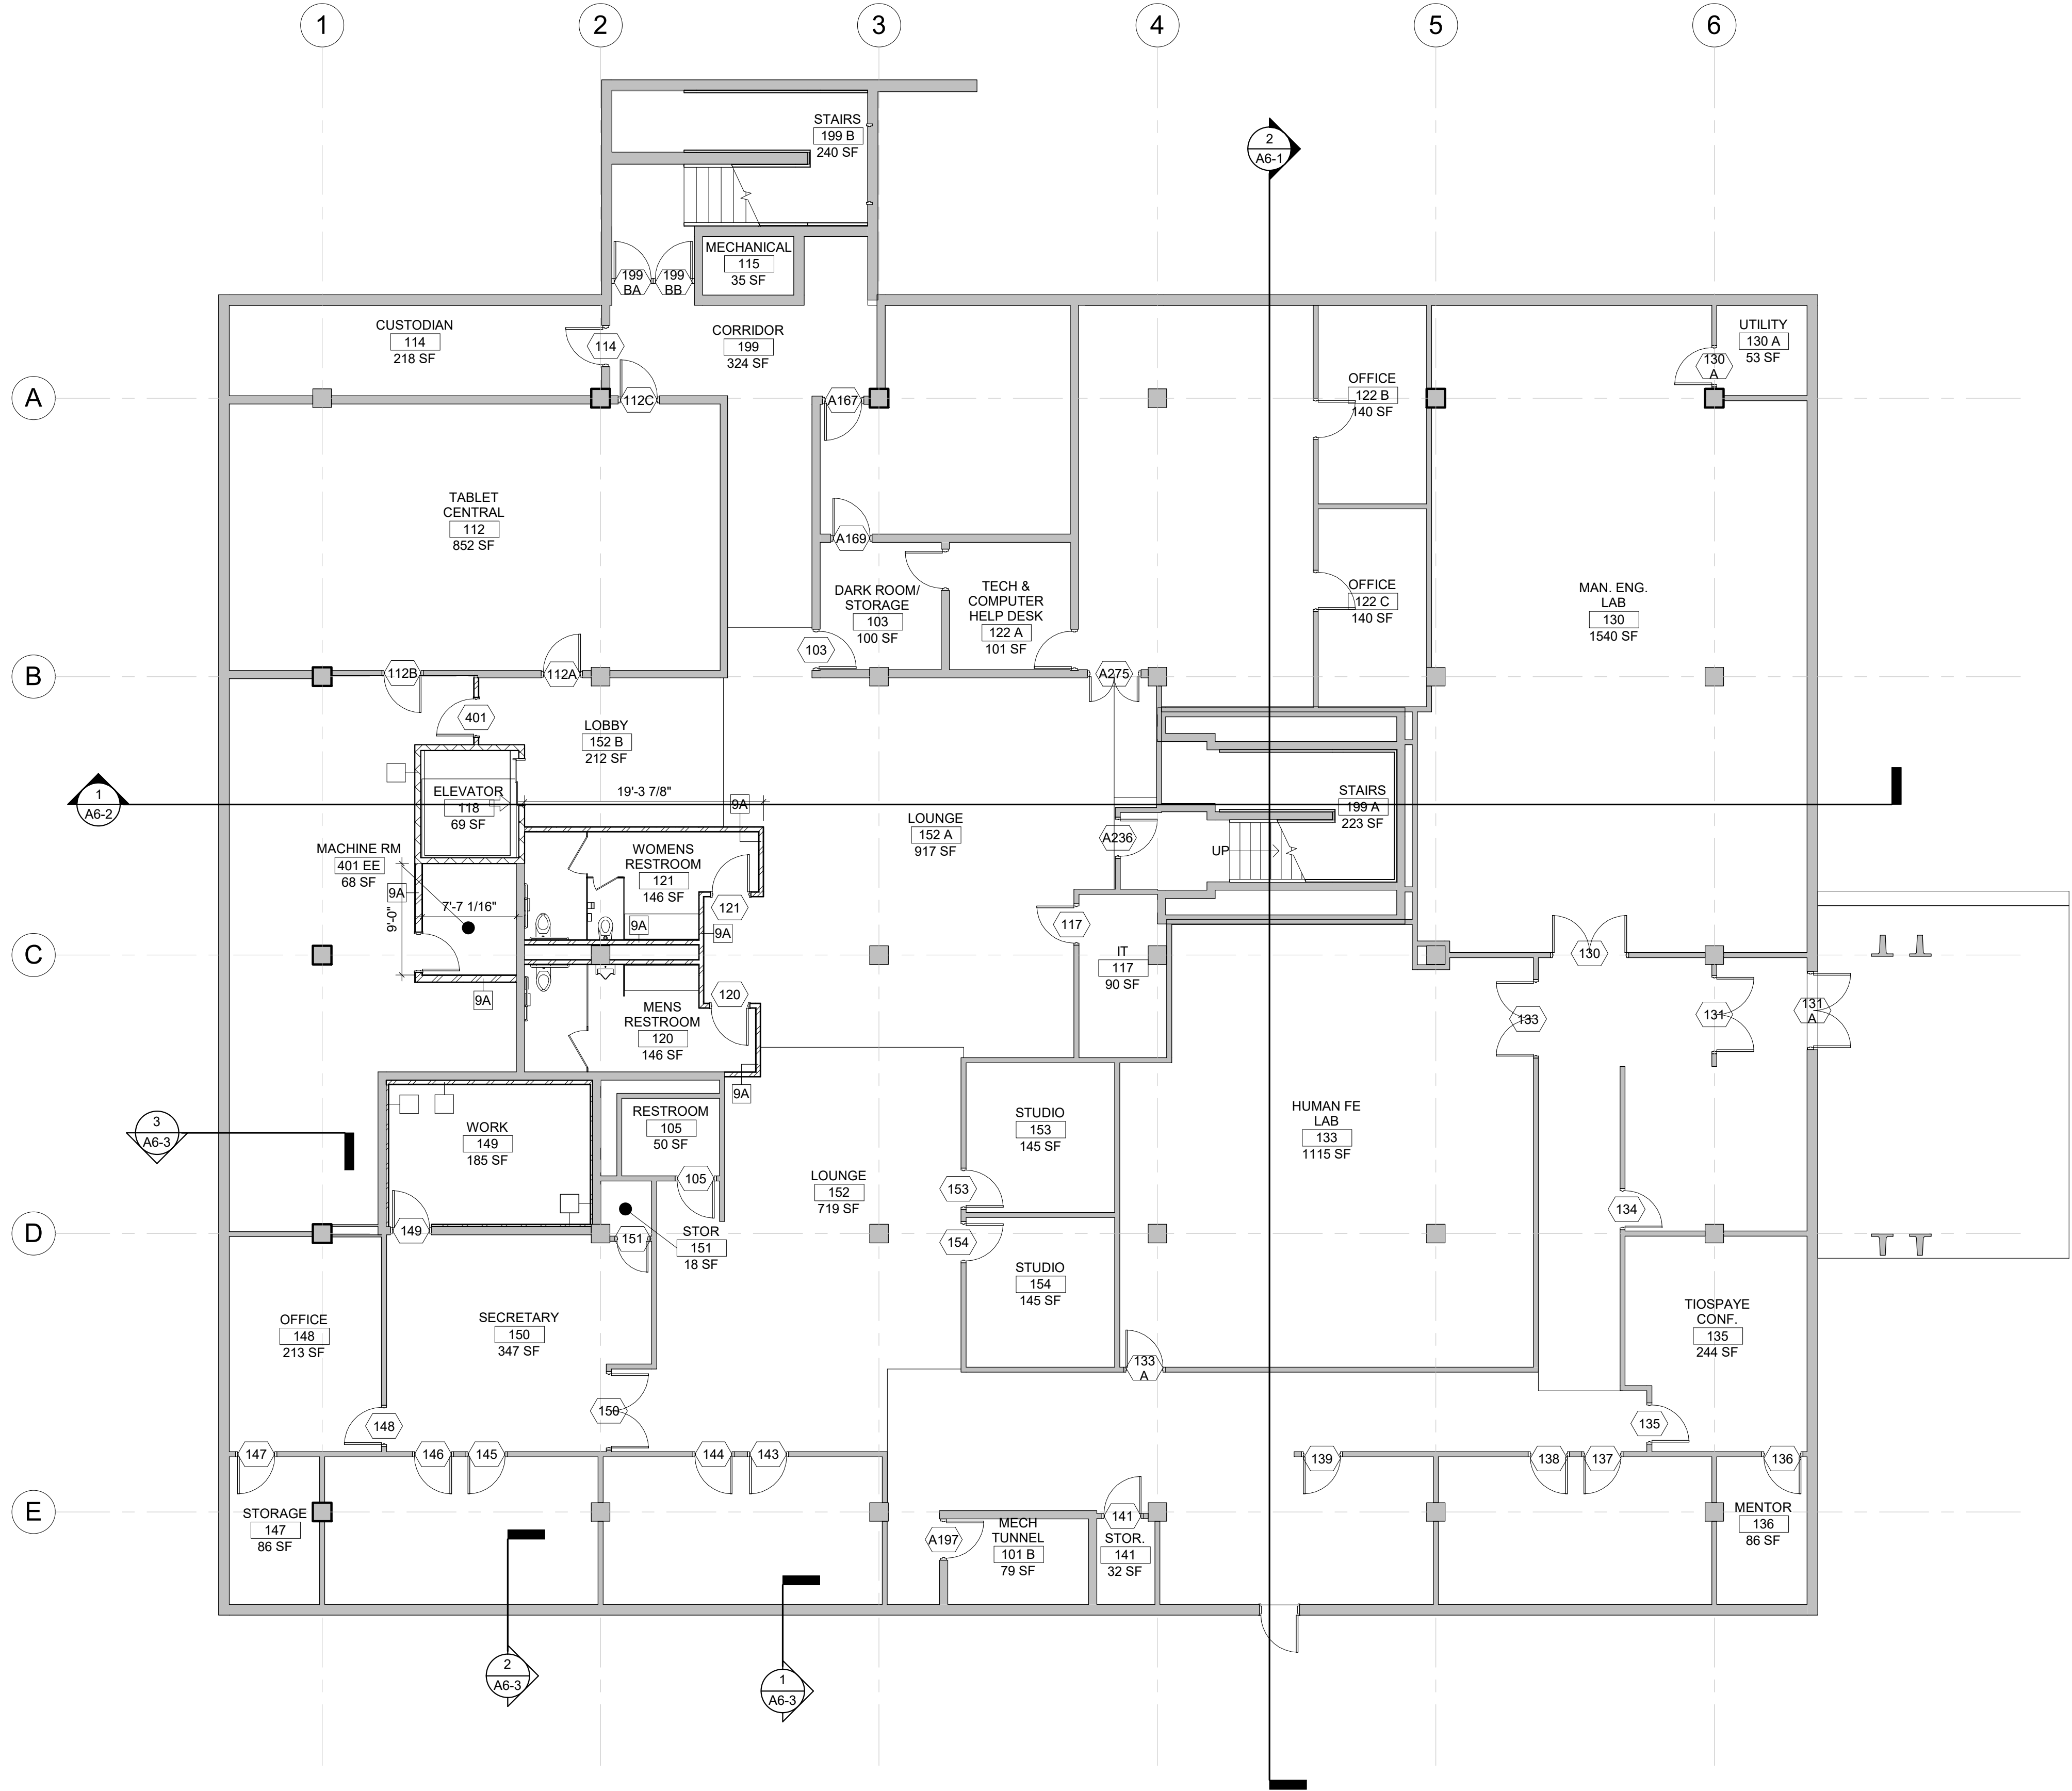 1
2
3
4
5
6
STAIRS
199 B
240 SF
2
A6-1
MECHANICAL
115
35 SF
199
BA
199
BB
CUSTODIAN
114
218 SF
114
CORRIDOR
199
324 SF
UTILITY
130 A
53 SF
130
A
A
112C
A167
OFFICE
122 B
140 SF
TABLET
CENTRAL
112
852 SF
A169
DARK ROOM/
STORAGE
103
100 SF
TECH &
COMPUTER
HELP DESK
122 A
101 SF
OFFICE
122 C
140 SF
MAN. ENG.
LAB
130
1540 SF
103
B
112B
112A
A275
401
LOBBY
152 B
212 SF
1
A6-2
ELEVATOR
118
69 SF
19'-3 7/8"
9A
LOUNGE
152 A
917 SF
STAIRS
199 A
223 SF
A236
UP
MACHINE RM
401 EE
68 SF
9A
9'-0"
7'-7 1/16"
WOMENS
RESTROOM
121
146 SF
121
9A
9A
117
C
IT
117
90 SF
130
9A
120
MENS
RESTROOM
120
146 SF
133
131
131
A
9A
3
A6-3
WORK
149
185 SF
RESTROOM
105
50 SF
105
STUDIO
153
145 SF
HUMAN FE
LAB
133
1115 SF
LOUNGE
152
719 SF
153
134
D
149
151
STOR
151
18 SF
154
STUDIO
154
145 SF
OFFICE
148
213 SF
SECRETARY
150
347 SF
TIOSPAYE
CONF.
135
244 SF
133
A
148
150
135
147
146
145
144
143
139
138
137
136
E
STORAGE
147
86 SF
A197
MECH
TUNNEL
101 B
79 SF
141
STOR.
141
32 SF
MENTOR
136
86 SF
2
A6-3
1
A6-3